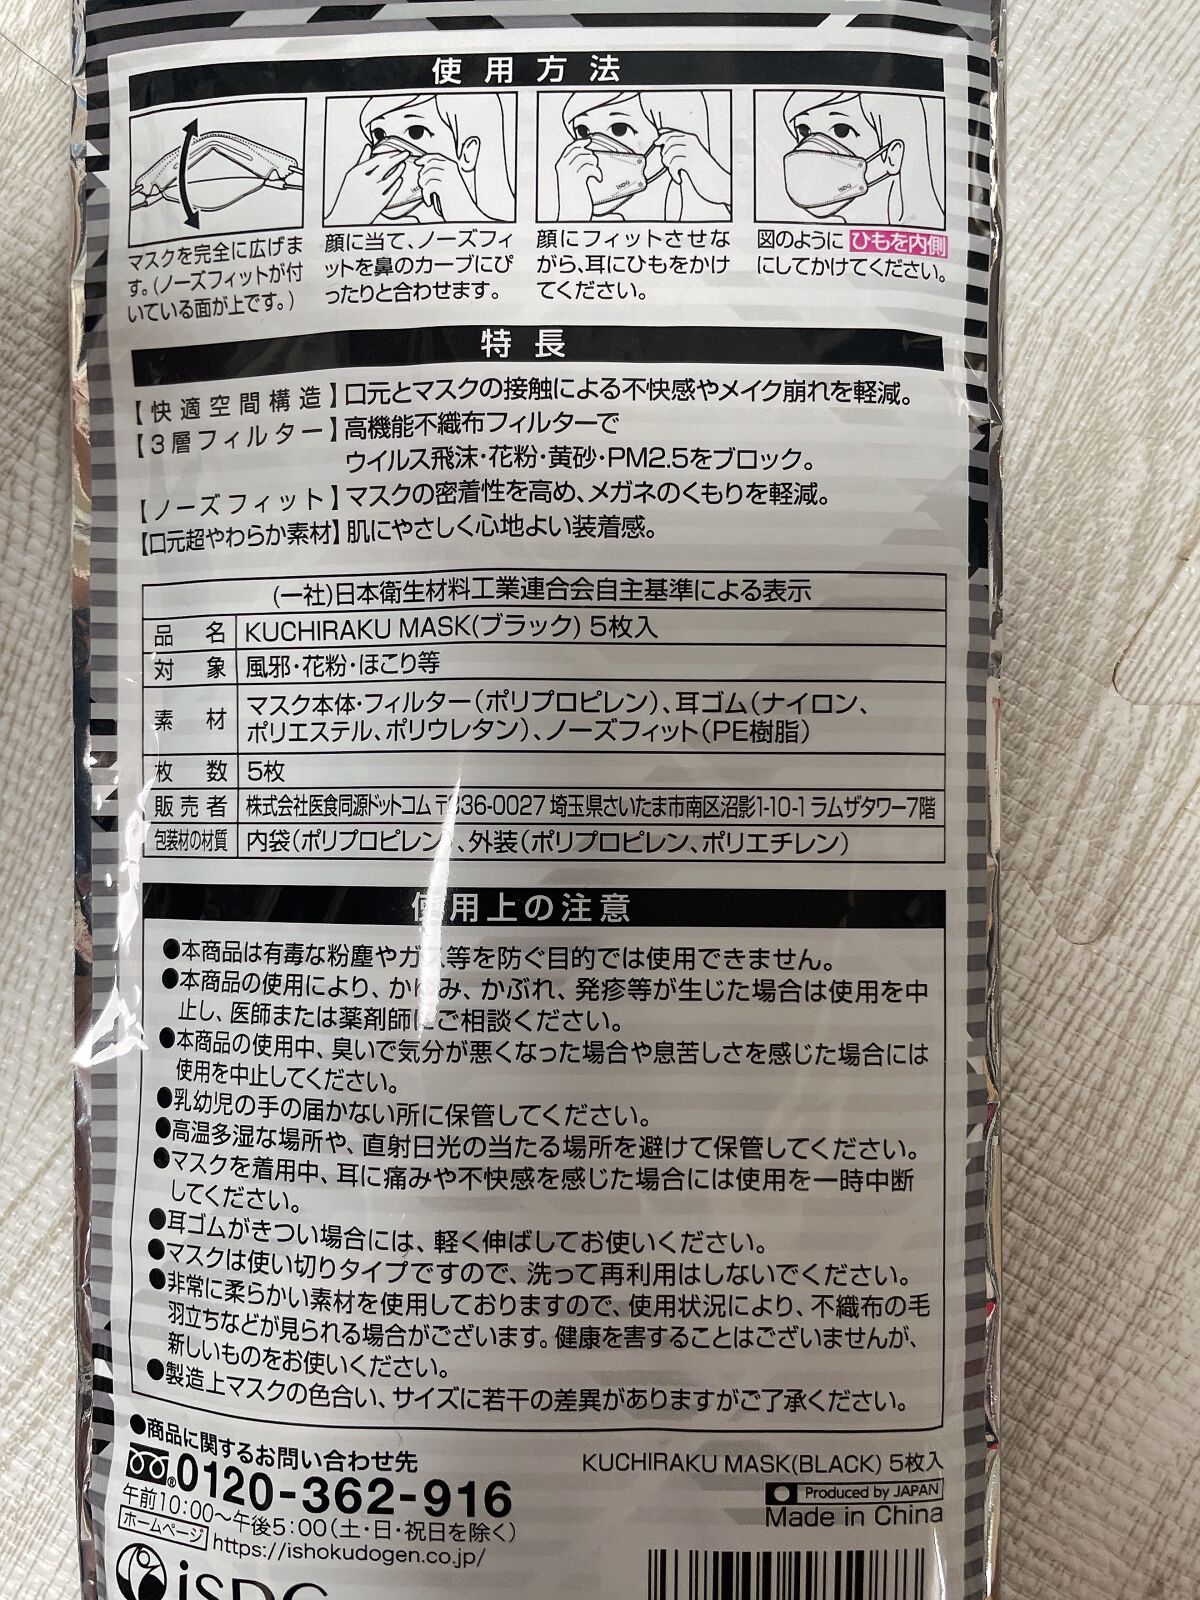 使用方法
マスクを完全に広げま
す。(ノーズフィットが付
いている面が上です。)
顔に当て、ノーズフィ
ットを鼻のカーブにぴ
ったりと合わせます。
顔にフィットさせな
がら、耳にひもをかけ
てください。
図のように ひもを内側
にしてかけてください。
特長
【快適空間構造】口元とマスクの接触による不快感やメイク崩れを軽減。
【3層フィルター】高機能不織布フィルターで
ウイルス飛沫・花粉・黄砂・PM2.5をブロック。
【ノーズフィット】マスクの密着性を高め、メガネのくもりを軽減。
【口元超やわらか素材】肌にやさしく心地よい装着感。
(一社)日本衛生材料工業連合会自主基準による表示
品名 KUCHIRAKU MASK(ブラック) 5枚入
対象 風邪・花粉・ほこり等
素材 マスク本体・フィルター(ポリプロピレン)、耳ゴム(ナイロン、
ポリエステル、ポリウレタン)、ノーズフィット(PE樹脂)
枚数 5枚
販売者 株式会社医食同源ドットコム 〒336-0027 埼玉県さいたま市南区沼影1-10-1 ラムザタワー7階
包装材の材質 内袋(ポリプロピレン)、外装(ポリプロピレン、ポリエチレン)
使用上の注意
●本商品は有毒な粉塵やガス等を防ぐ目的では使用できません。
●本商品の使用により、かゆみ、かぶれ、発疹等が生じた場合は使用を中
止し、医師または薬剤師にご相談ください。
●本商品の使用中、臭いで気分が悪くなった場合や息苦しさを感じた場合には
使用を中止してください。
●乳幼児の手の届かない所に保管してください。
●高温多湿な場所や、直射日光の当たる場所を避けて保管してください。
●マスクを着用中、耳に痛みや不快感を感じた場合には使用を一時中断
してください。
●耳ゴムがきつい場合には、軽く伸ばしてお使いください。
●マスクは使い切りタイプですので、洗って再利用はしないでください。
●非常に柔らかい素材を使用しておりますので、使用状況により、不織布の毛
羽立ちなどが見られる場合がございます。健康を害することはございませんが、
新しいものをお使いください。
●製造上マスクの色合い、サイズに若干の差異がありますがご了承ください。
●商品に関するお問い合わせ先
0120-362-916
午前10:00〜午後5:00(土・日・祝日を除く)
ホームページ https://ishokudogen.co.jp/
KUCHIRAKU MASK(BLACK) 5枚入
Produced by JAPAN
Made in China
iSDG